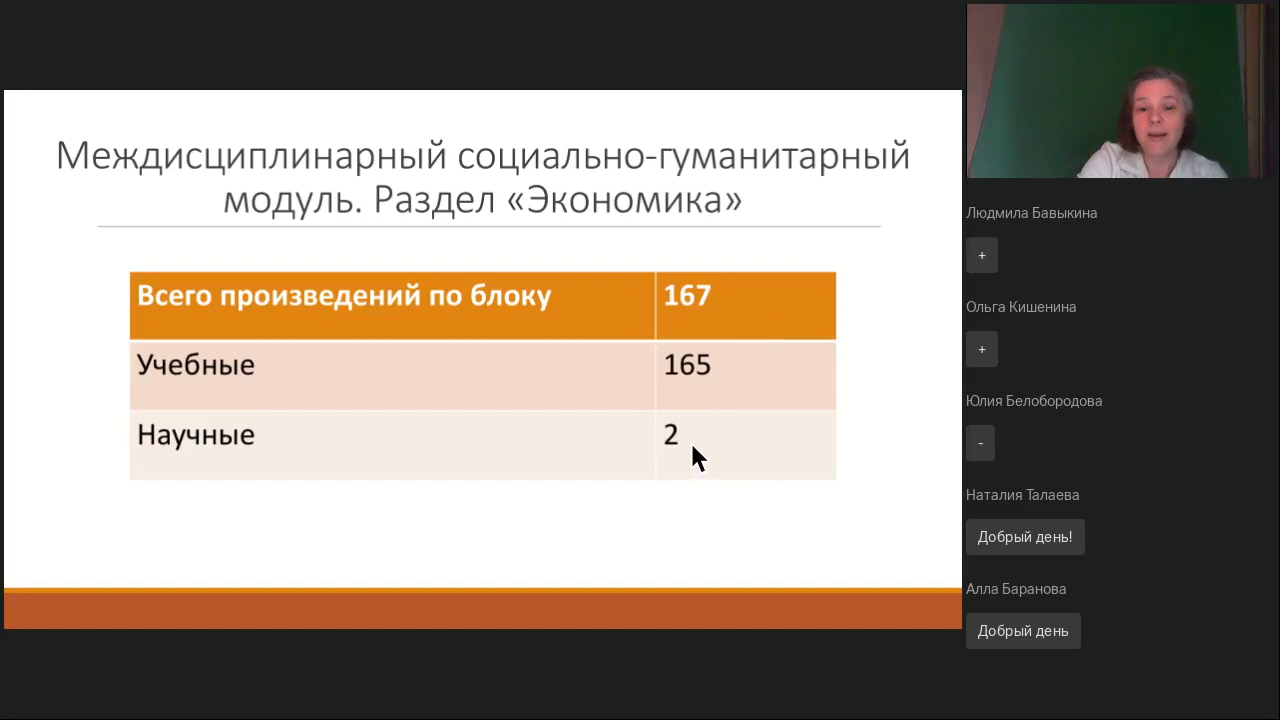 Междисциплинарный социально-гуманитарный
модуль. Раздел «Экономика»
Всего произведений по блоку 167
Учебные 165
Научные 2
Людмила Бавыкина
+
Ольга Кишенина
+
Юлия Белобородова
-
Наталия Талаева
Добрый день!
Алла Баранова
Добрый день